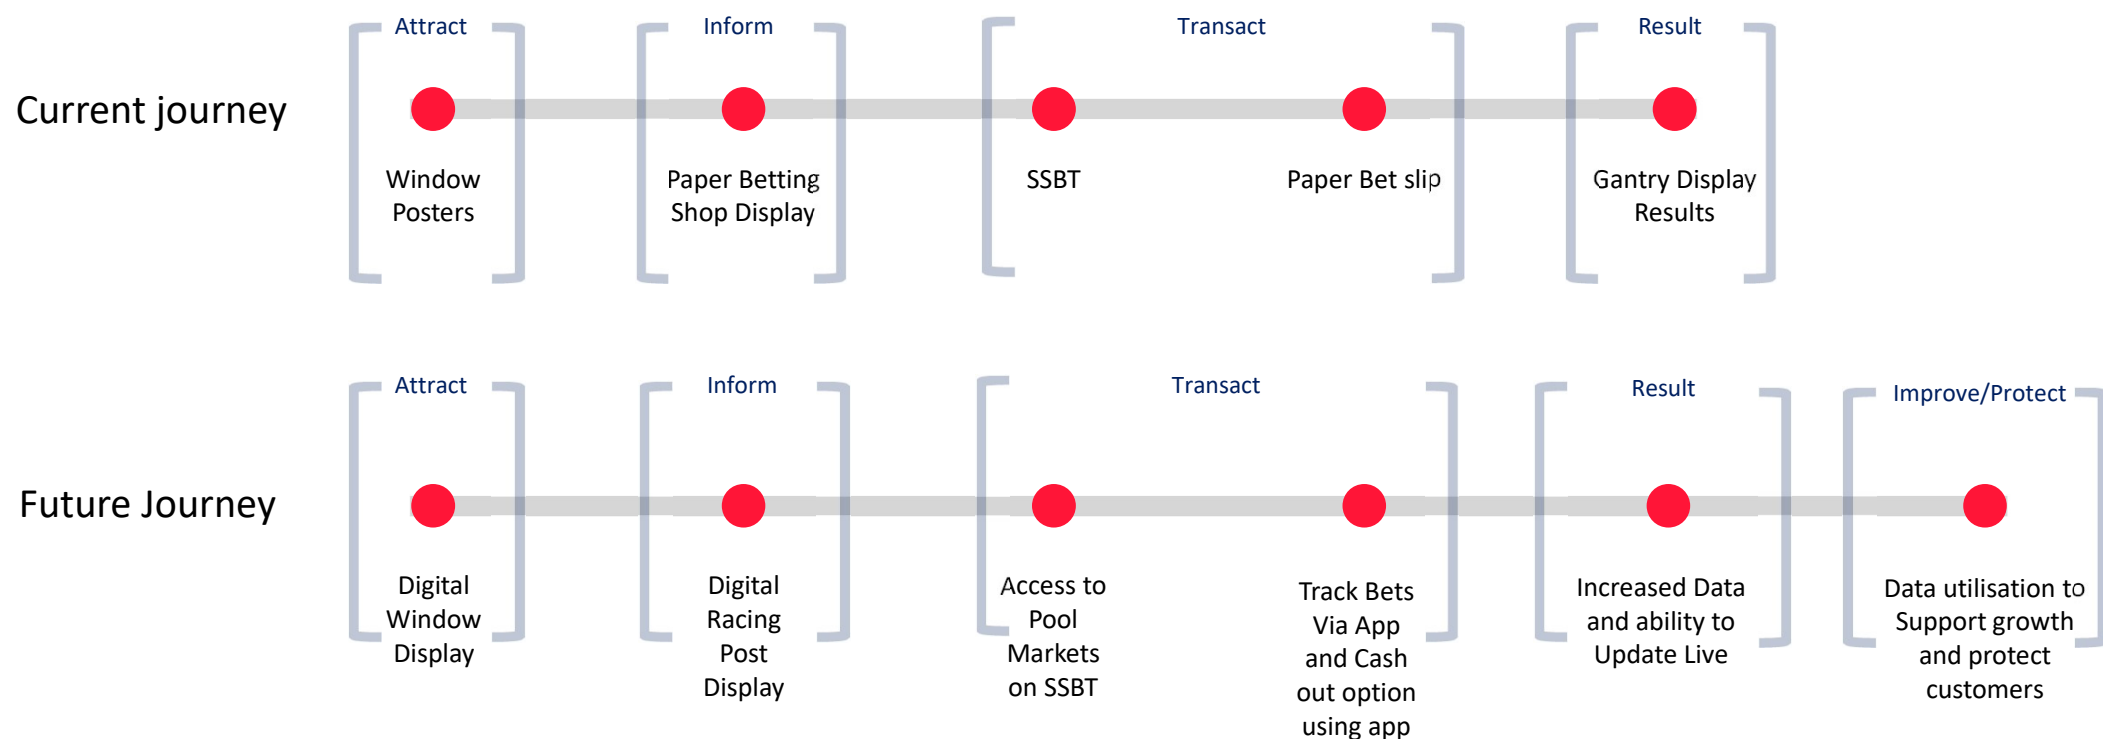 Attract
Inform
Transact
Result
Current journey
Window
Posters
Paper Betting
Shop Display
SSBT
Paper Bet slip
Gantry Display
Results
Attract
Inform
Transact
Result
Improve/Protect
Future Journey
Digital
Window
Display
Digital
Racing
Post
Display
Access to
Pool
Markets
on SSBT
Track Bets
Via App
and Cash
out option
using app
Increased Data
and ability to
Update Live
Data utilisation to
Support growth
and protect
customers